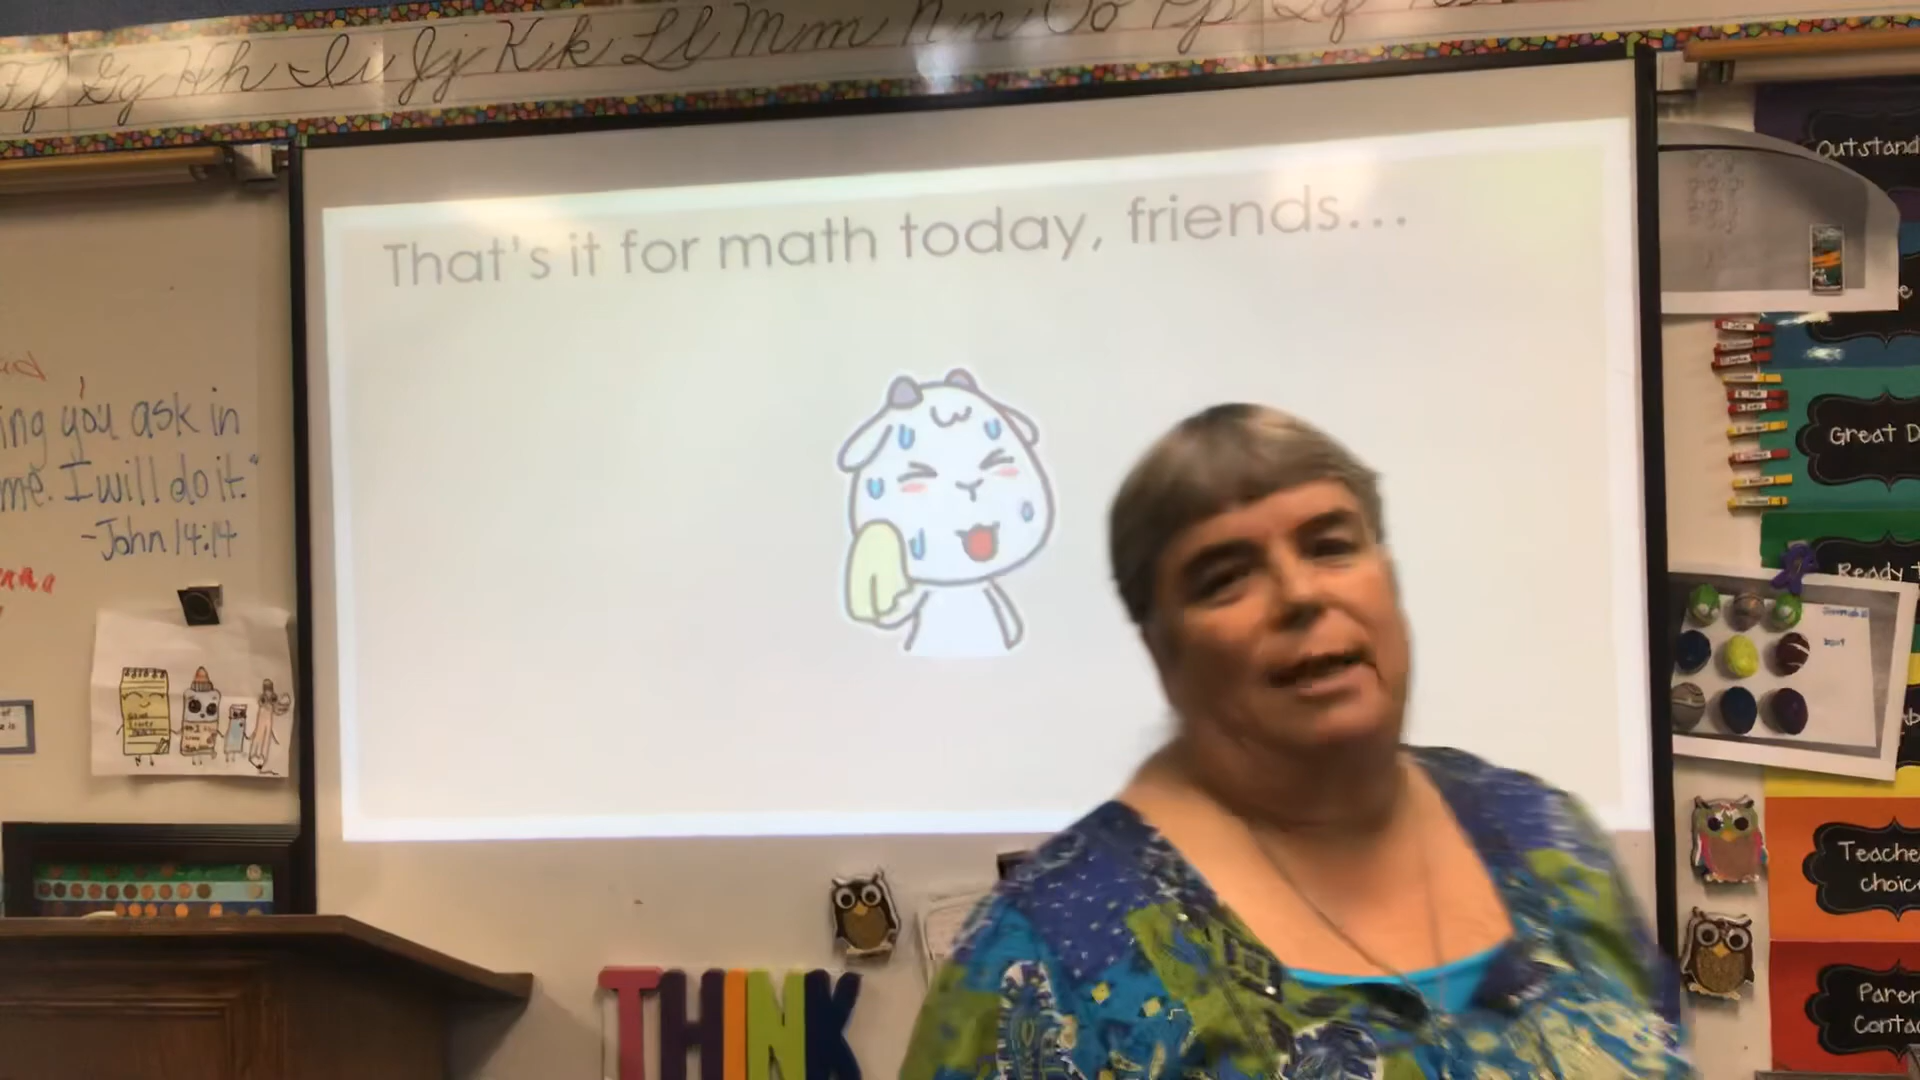 Ff Gg Hh Ii Jj Kk Ll Mm Nn Oo Pp Qq
That's it for math today, friends...
ing you ask in
me. I will do it."
-John 14:14
Outstand
Great D
Ready t
Teache
choic
Paren
Contac
THINK